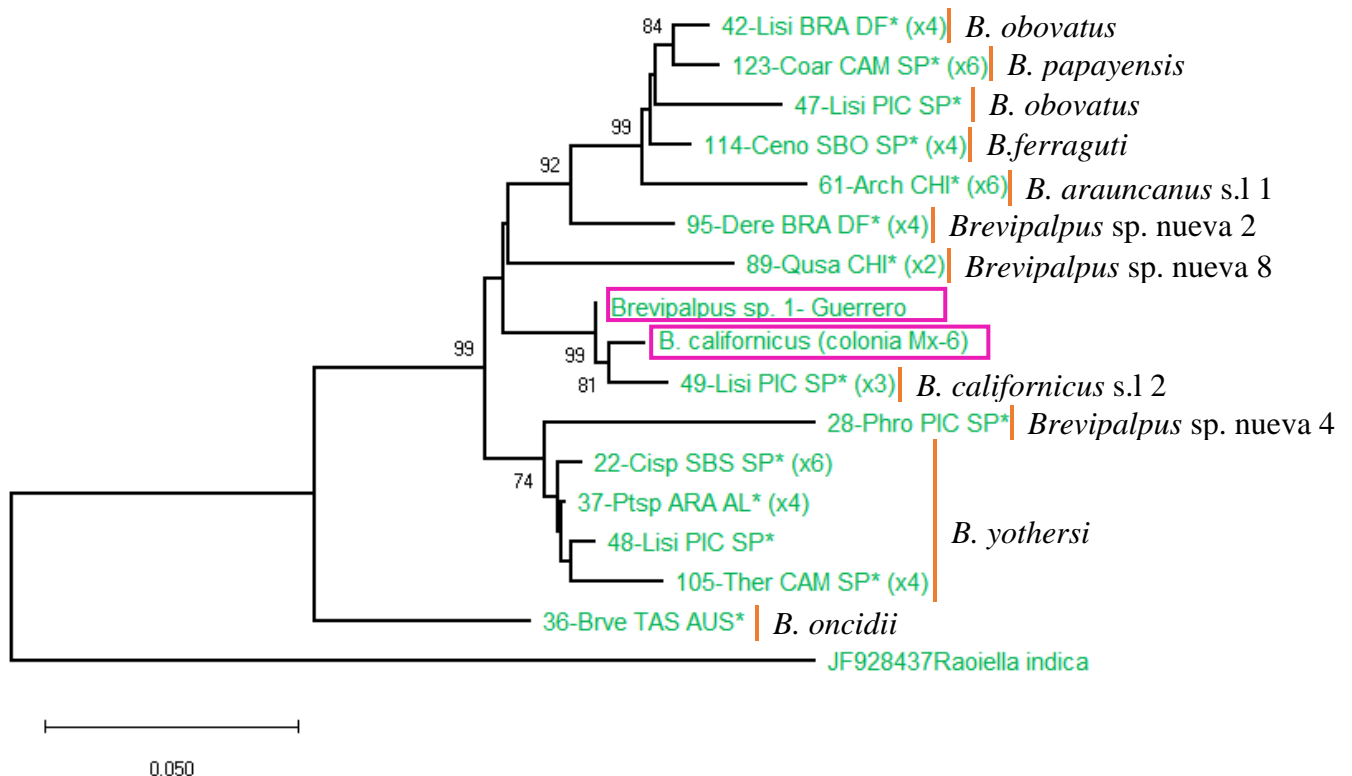 84
42-Lisi BRA DF* (x4) B. obovatus
123-Coar CAM SP* (x6) B. papayensis
47-Lisi PIC SP* B. obovatus
99
114-Ceno SBO SP* (x4) B.ferraguti
92
61-Arch CHI* (x6) B. arauncanus s.l 1
95-Dere BRA DF* (x4) Brevipalpus sp. nueva 2
89-Qusa CHI* (x2) Brevipalpus sp. nueva 8
Brevipalpus sp. 1- Guerrero
99
B. californicus (colonia Mx-6)
99
81
49-Lisi PIC SP* (x3) B. californicus s.l 2
28-Phro PIC SP* Brevipalpus sp. nueva 4
22-Cisp SBS SP* (x6)
74
37-Ptsp ARA AL* (x4)
B. yothersi
48-Lisi PIC SP*
105-Ther CAM SP* (x4)
36-Brve TAS AUS* B. oncidii
JF928437Raoiella indica
0.050